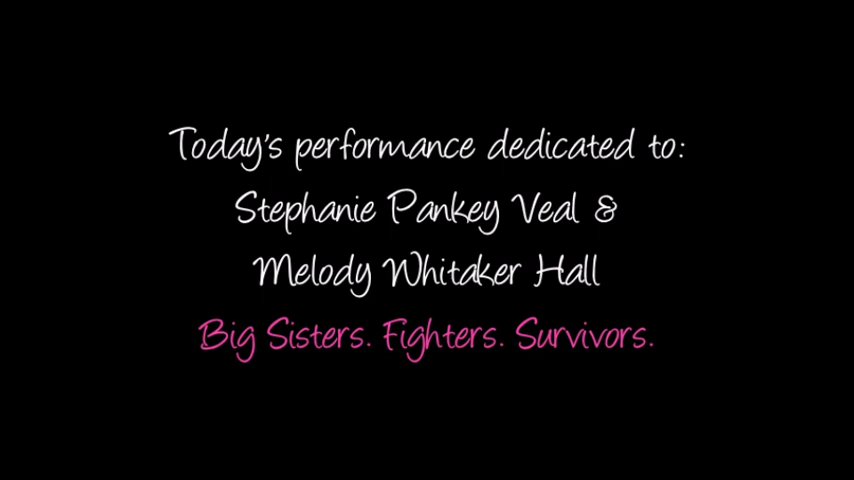 Today's performance dedicated to:
Stephanie Pankey Veal &
Melody Whitaker Hall
Big Sisters. Fighters. Survivors.